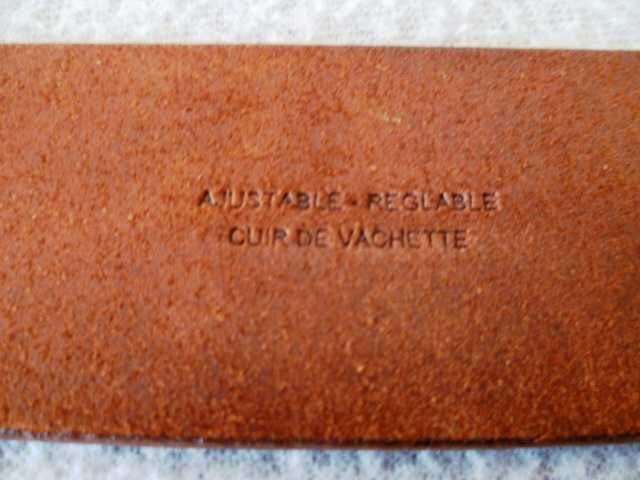 AJUSTABLE - REGLABLE
CUIR DE VACHETTE